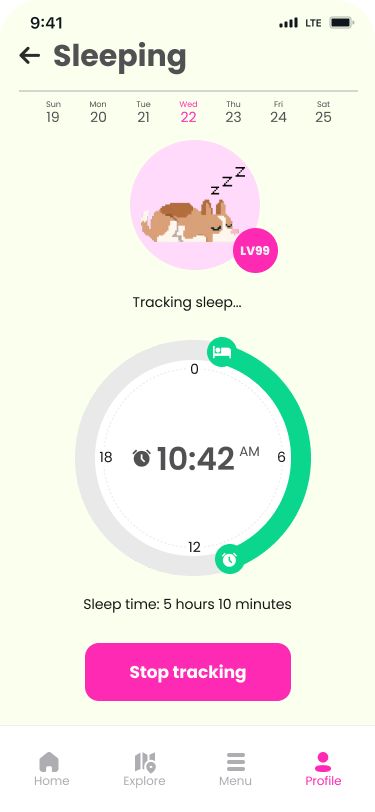 9:41 LTE
Sleeping
Sun Mon Tue Wed Thu Fri Sat
19 20 21 22 23 24 25
z z z
LV99
Tracking sleep...
0
18 10:42 AM 6
12
Sleep time: 5 hours 10 minutes
Stop tracking
Home Explore Menu Profile